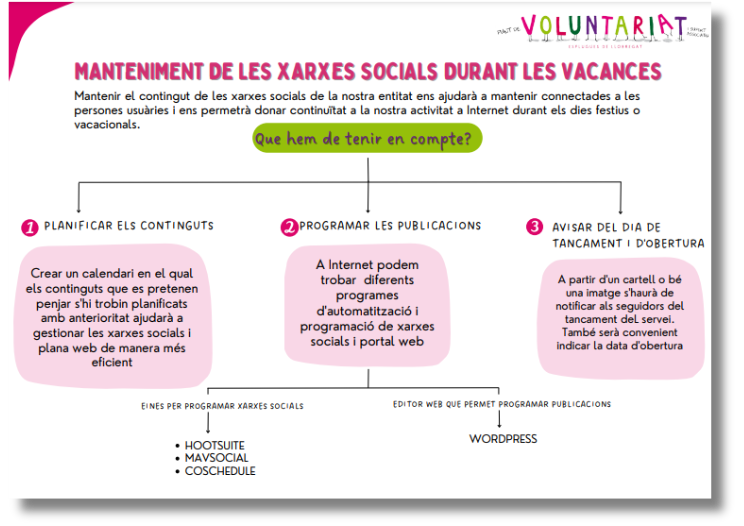 PUNT DE VOLUNTARIAT
ESPLUGUES DE LLOBREGAT
MANTENIMENT DE LES XARXES SOCIALS DURANT LES VACANCES
Mantenir el contingut de les xarxes socials de la nostra entitat ens ajudarà a mantenir connectades a les
persones usuàries i ens permetrà donar continuïtat a la nostra activitat a Internet durant els dies festius o
vacacionals.
Que hem de tenir en compte?
1 PLANIFICAR ELS CONTINGUTS
Crear un calendari en el qual
els continguts que es pretenen
penjar s'hi trobin planificats
amb anterioritat ajudarà a
gestionar les xarxes socials i
plana web de manera més
eficient
2 PROGRAMAR LES PUBLICACIONS
A Internet podem
trobar diferents
programes
d'automatització i
programació de xarxes
socials i portal web
3 AVISAR DEL DIA DE
TANCAMENT I D'OBERTURA
A partir d'un cartell o bé
una imatge s'haurà de
notificar als seguidors del
tancament del servei.
També serà convenient
indicar la data d'obertura
EINES PER PROGRAMAR XARXES SOCIALS
• HOOTSUITE
• MAVSOCIAL
• COSCHEDULE
EDITOR WEB QUE PERMET PROGRAMAR PUBLICACIONS
WORDPRESS